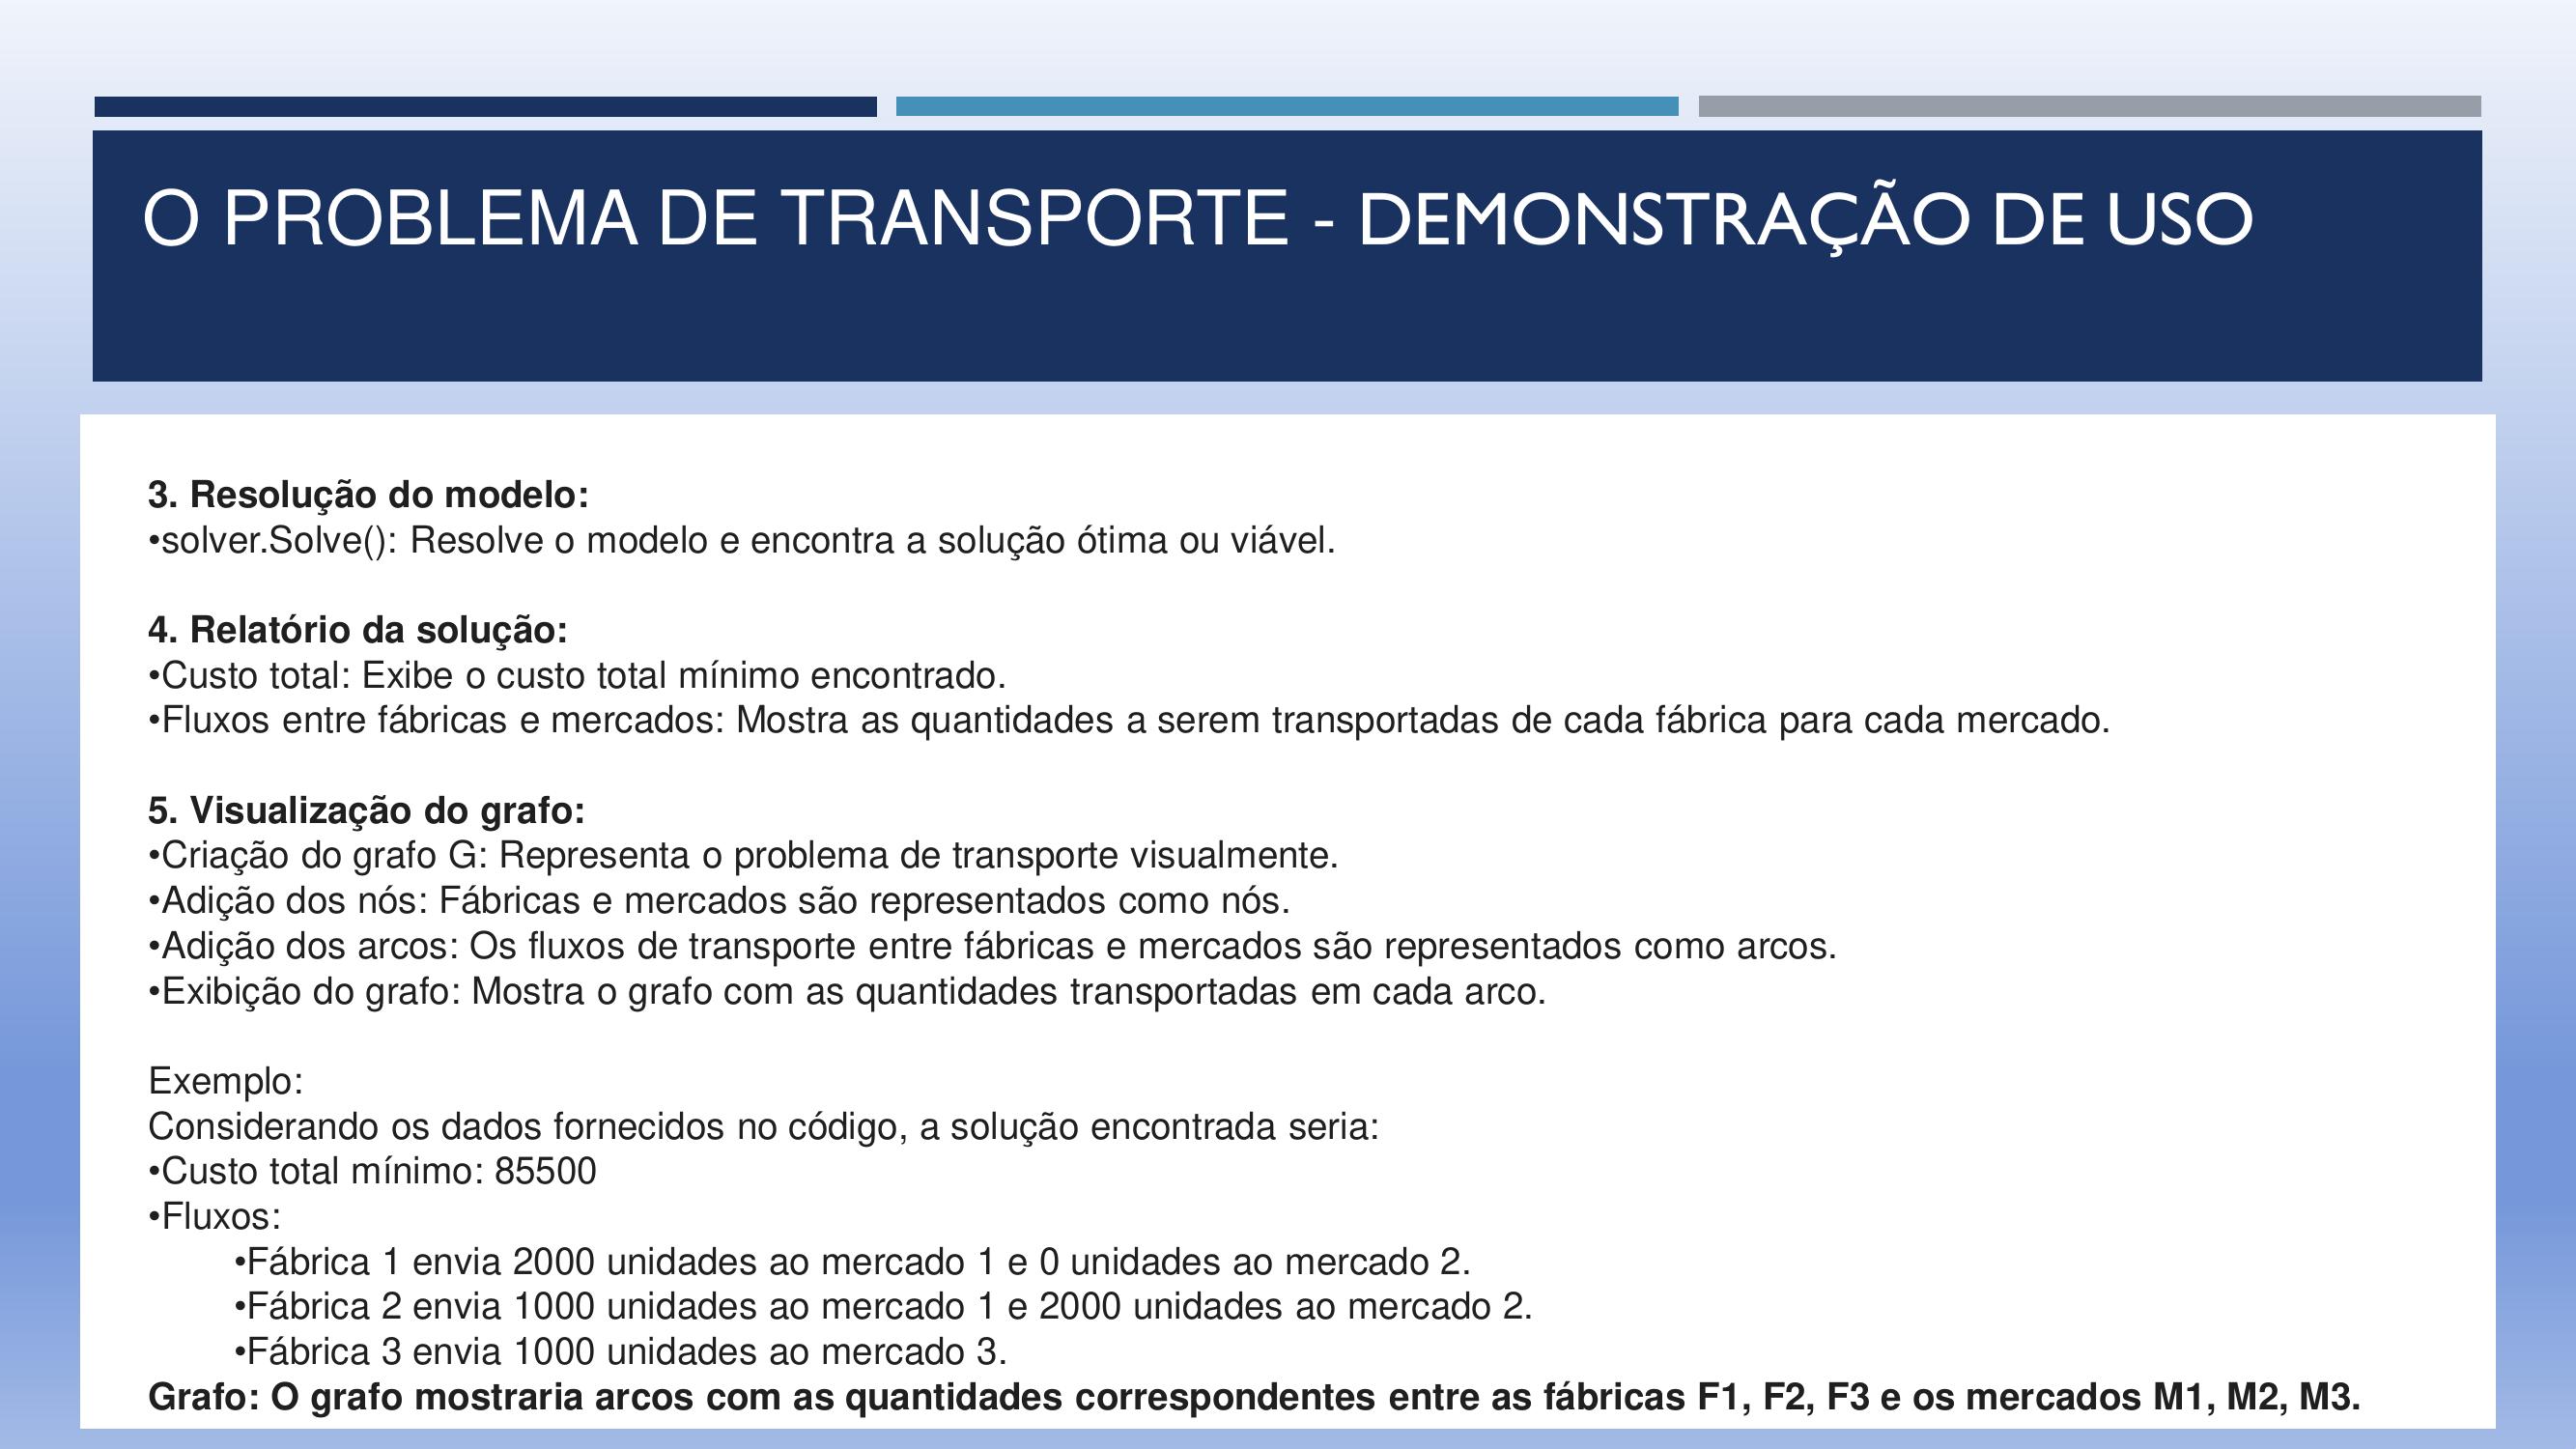 O PROBLEMA DE TRANSPORTE - DEMONSTRAÇÃO DE USO
3. Resolução do modelo:
•solver.Solve(): Resolve o modelo e encontra a solução ótima ou viável.
4. Relatório da solução:
•Custo total: Exibe o custo total mínimo encontrado.
•Fluxos entre fábricas e mercados: Mostra as quantidades a serem transportadas de cada fábrica para cada mercado.
5. Visualização do grafo:
•Criação do grafo G: Representa o problema de transporte visualmente.
•Adição dos nós: Fábricas e mercados são representados como nós.
•Adição dos arcos: Os fluxos de transporte entre fábricas e mercados são representados como arcos.
•Exibição do grafo: Mostra o grafo com as quantidades transportadas em cada arco.
Exemplo:
Considerando os dados fornecidos no código, a solução encontrada seria:
•Custo total mínimo: 85500
•Fluxos:
•Fábrica 1 envia 2000 unidades ao mercado 1 e 0 unidades ao mercado 2.
•Fábrica 2 envia 1000 unidades ao mercado 1 e 2000 unidades ao mercado 2.
•Fábrica 3 envia 1000 unidades ao mercado 3.
Grafo: O grafo mostraria arcos com as quantidades correspondentes entre as fábricas F1, F2, F3 e os mercados M1, M2, M3.